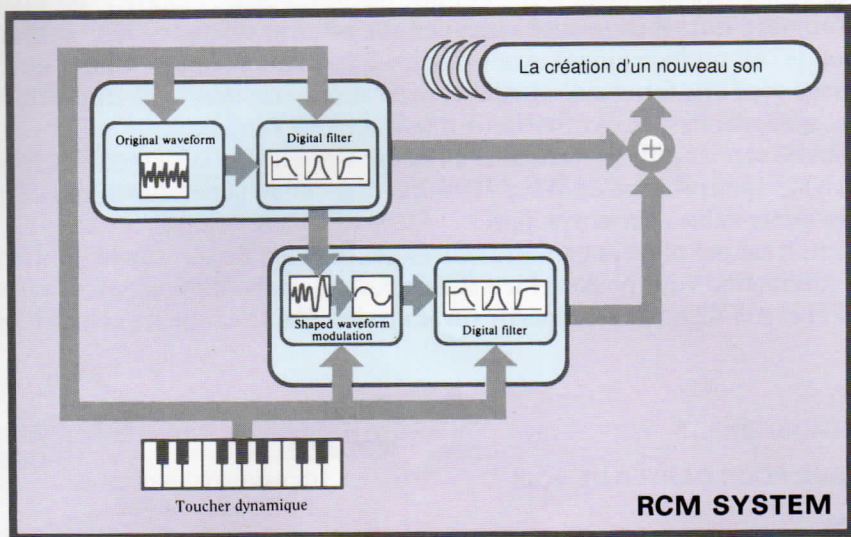 La création d'un nouveau son
Original waveform
Digital filter
Shaped waveform
modulation
Digital filter
Toucher dynamique
RCM SYSTEM